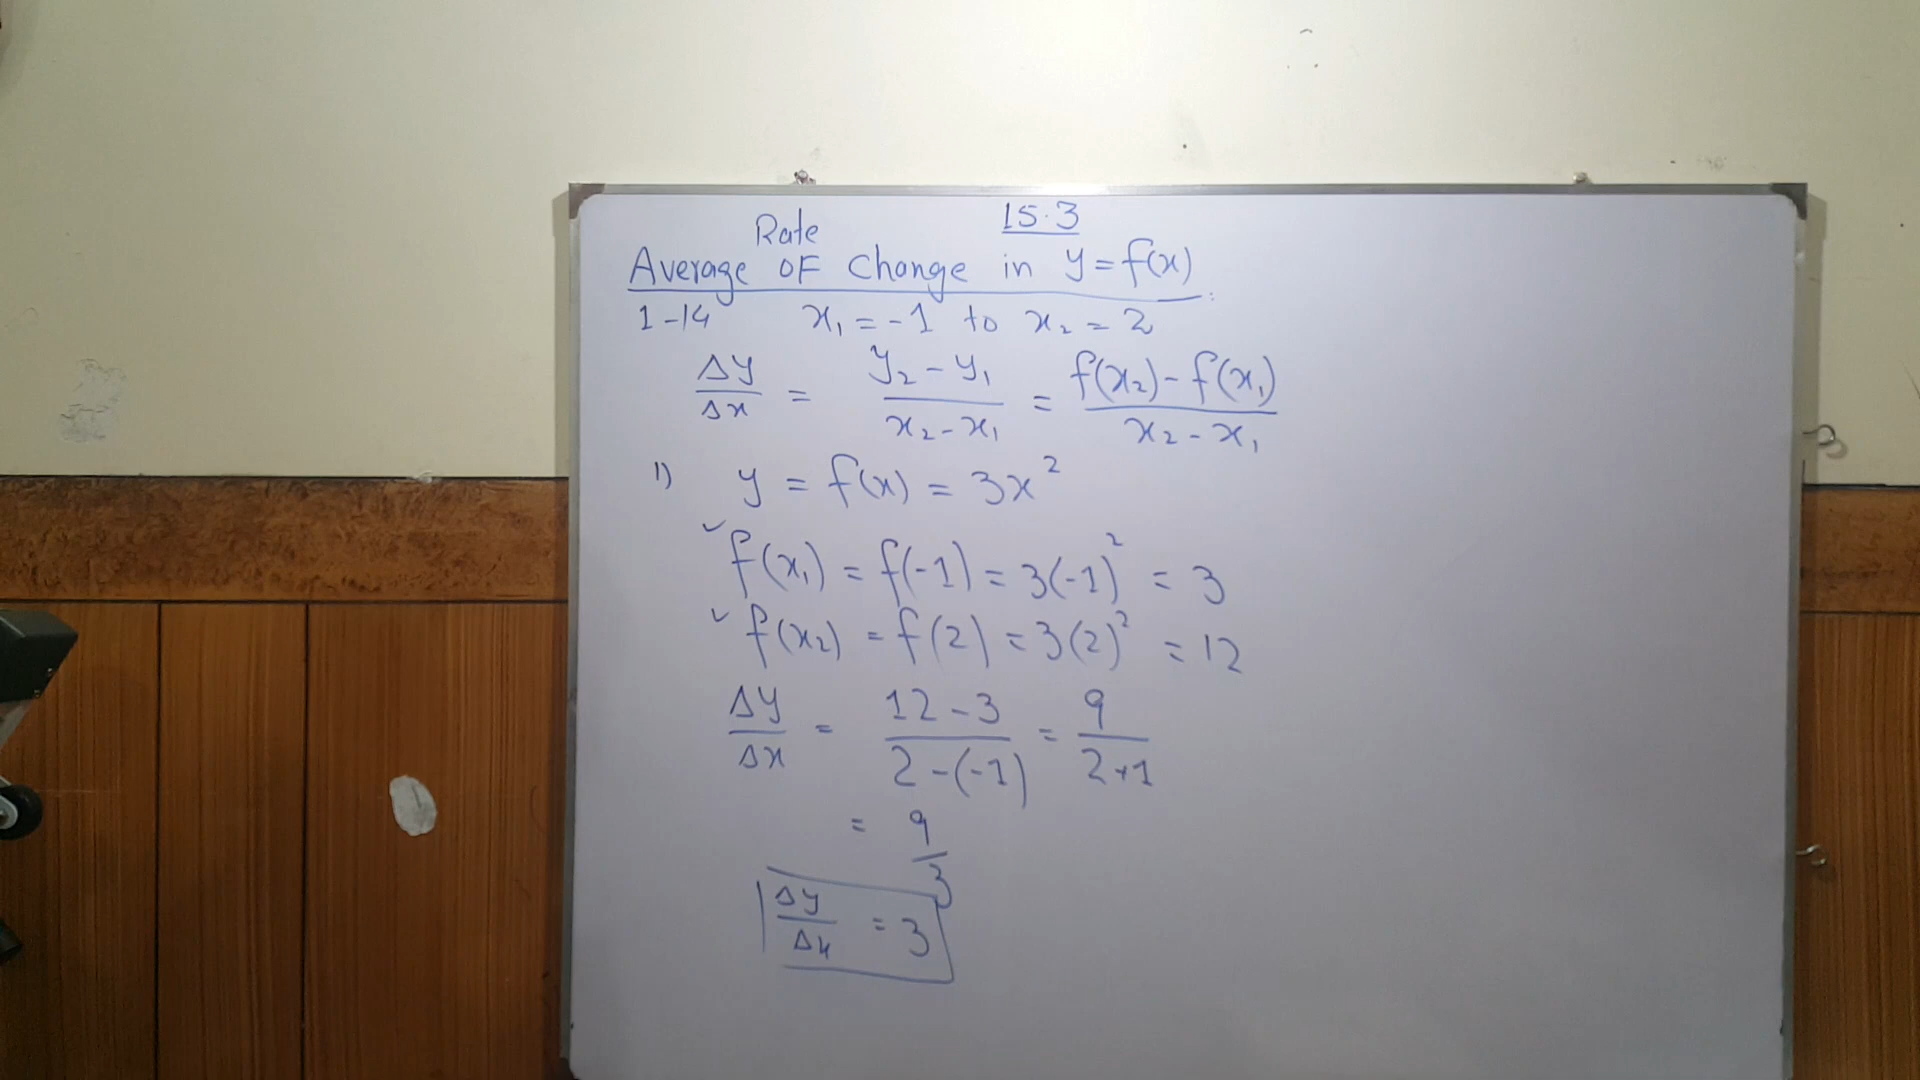 15.3
Rate
Average OF Change in y = f(x)
1-14 x₁ = -1 to x₂ = 2
Δy/Δx = (y₂ - y₁)/(x₂ - x₁) = (f(x₂) - f(x₁))/(x₂ - x₁)
1) y = f(x) = 3x²
✓ f(x₁) = f(-1) = 3(-1)² = 3
✓ f(x₂) = f(2) = 3(2)² = 12
Δy/Δx = (12 - 3)/(2 - (-1)) = 9/(2+1)
= 9/3
Δy/Δx = 3